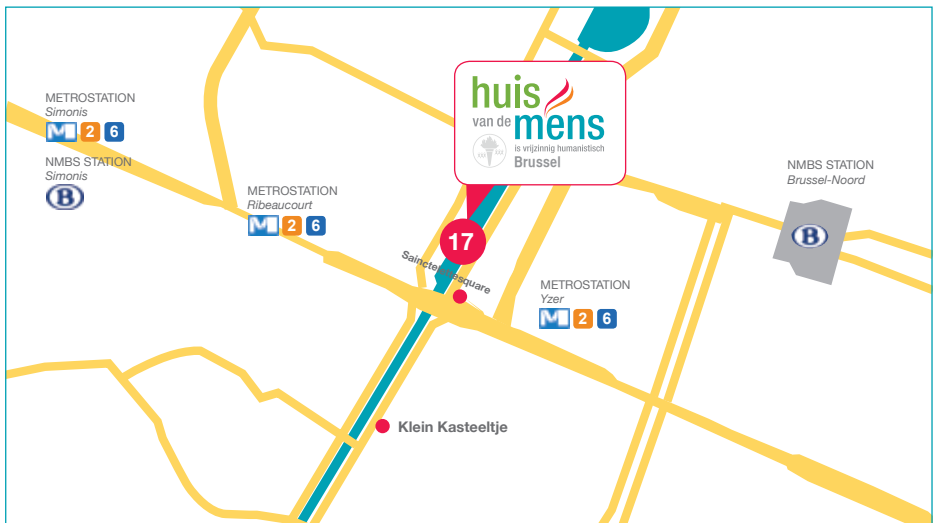 METROSTATION
Simonis
M 2 6
NMBS STATION
Simonis
B
METROSTATION
Ribeaucourt
M 2 6
huis
van de mens
is vrijzinnig humanistisch
Brussel
17
METROSTATION
Yzer
M 2 6
NMBS STATION
Brussel-Noord
B
Klein Kasteeltje